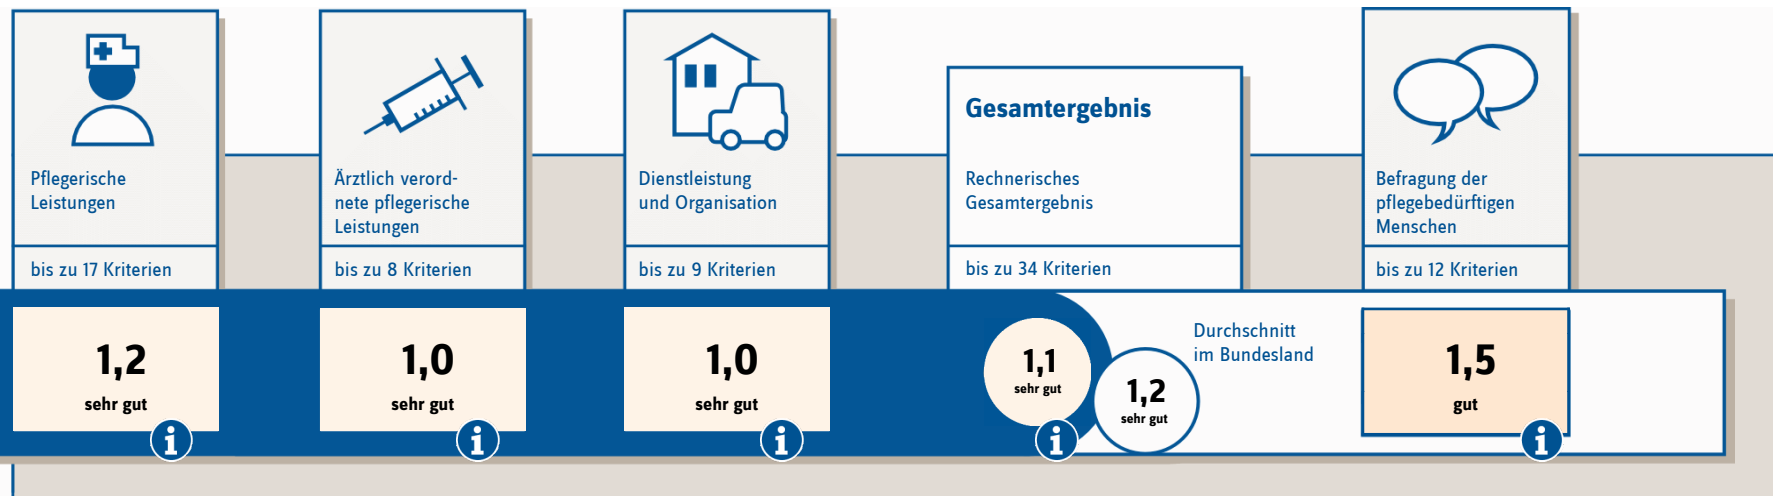 Pflegerische
Leistungen
bis zu 17 Kriterien
1,2
sehr gut
i
Ärztlich verord-
nete pflegerische
Leistungen
bis zu 8 Kriterien
1,0
sehr gut
i
Dienstleistung
und Organisation
bis zu 9 Kriterien
1,0
sehr gut
i
Gesamtergebnis
Rechnerisches
Gesamtergebnis
bis zu 34 Kriterien
1,1
sehr gut
i
Durchschnitt
im Bundesland
1,2
sehr gut
Befragung der
pflegebedürftigen
Menschen
bis zu 12 Kriterien
1,5
gut
i